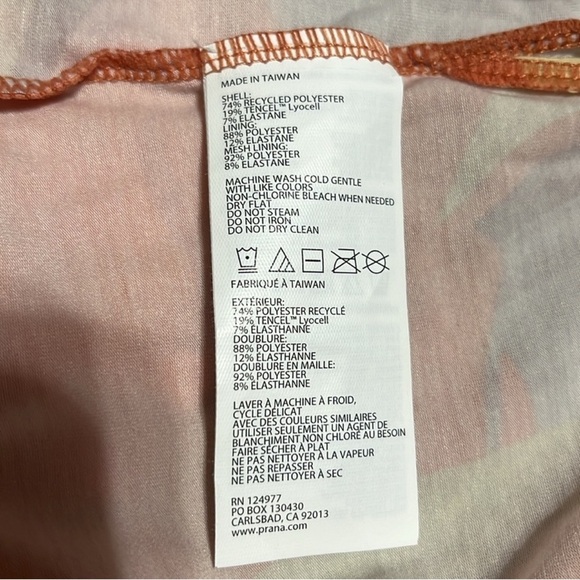 MADE IN TAIWAN
SHELL:
74% RECYCLED POLYESTER
19% TENCEL™ Lyocell
7% ELASTANE
LINING:
88% POLYESTER
12% ELASTANE
MESH LINING:
92% POLYESTER
8% ELASTANE
MACHINE WASH COLD GENTLE
WITH LIKE COLORS
NON-CHLORINE BLEACH WHEN NEEDED
DRY FLAT
DO NOT STEAM
DO NOT IRON
DO NOT DRY CLEAN
FABRIQUÉ À TAIWAN
EXTÉRIEUR:
74% POLYESTER RECYCLÉ
19% TENCEL™ Lyocell
7% ÉLASTHANNE
DOUBLURE:
88% POLYESTER
12% ÉLASTHANNE
DOUBLURE EN MAILLE:
92% POLYESTER
8% ÉLASTHANNE
LAVER À MACHINE À FROID,
CYCLE DÉLICAT
AVEC DES COULEURS SIMILAIRES
UTILISER SEULEMENT UN AGENT DE
BLANCHIMENT NON CHLORÉ AU BESOIN
FAIRE SÉCHER À PLAT
NE PAS NETTOYER À LA VAPEUR
NE PAS REPASSER
NE PAS NETTOYER À SEC
RN 124977
PO BOX 130430
CARLSBAD, CA 92013
www.prana.com